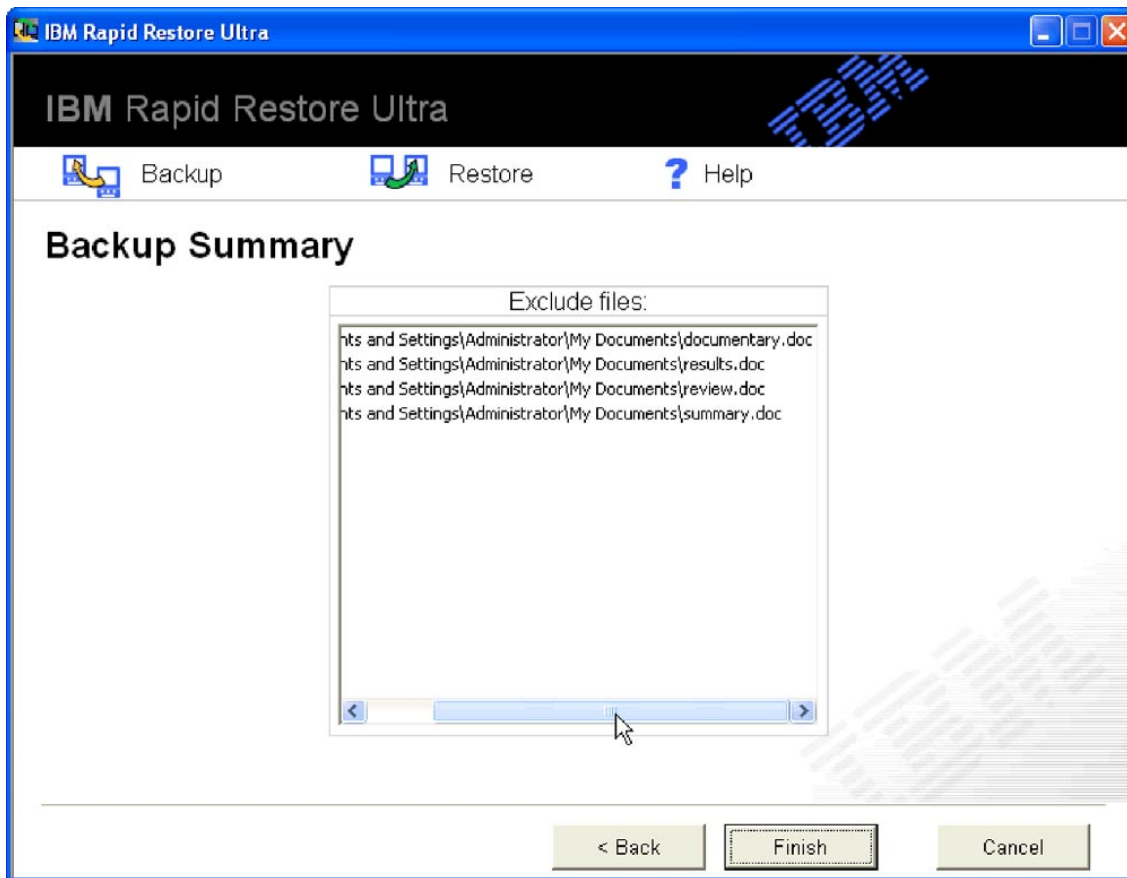 IBM Rapid Restore Ultra
IBM Rapid Restore Ultra
IBM
Backup Restore ? Help
Backup Summary
Exclude files:
nts and Settings\Administrator\My Documents\documentary.doc
nts and Settings\Administrator\My Documents\results.doc
nts and Settings\Administrator\My Documents\review.doc
nts and Settings\Administrator\My Documents\summary.doc
IBM
< Back Finish Cancel